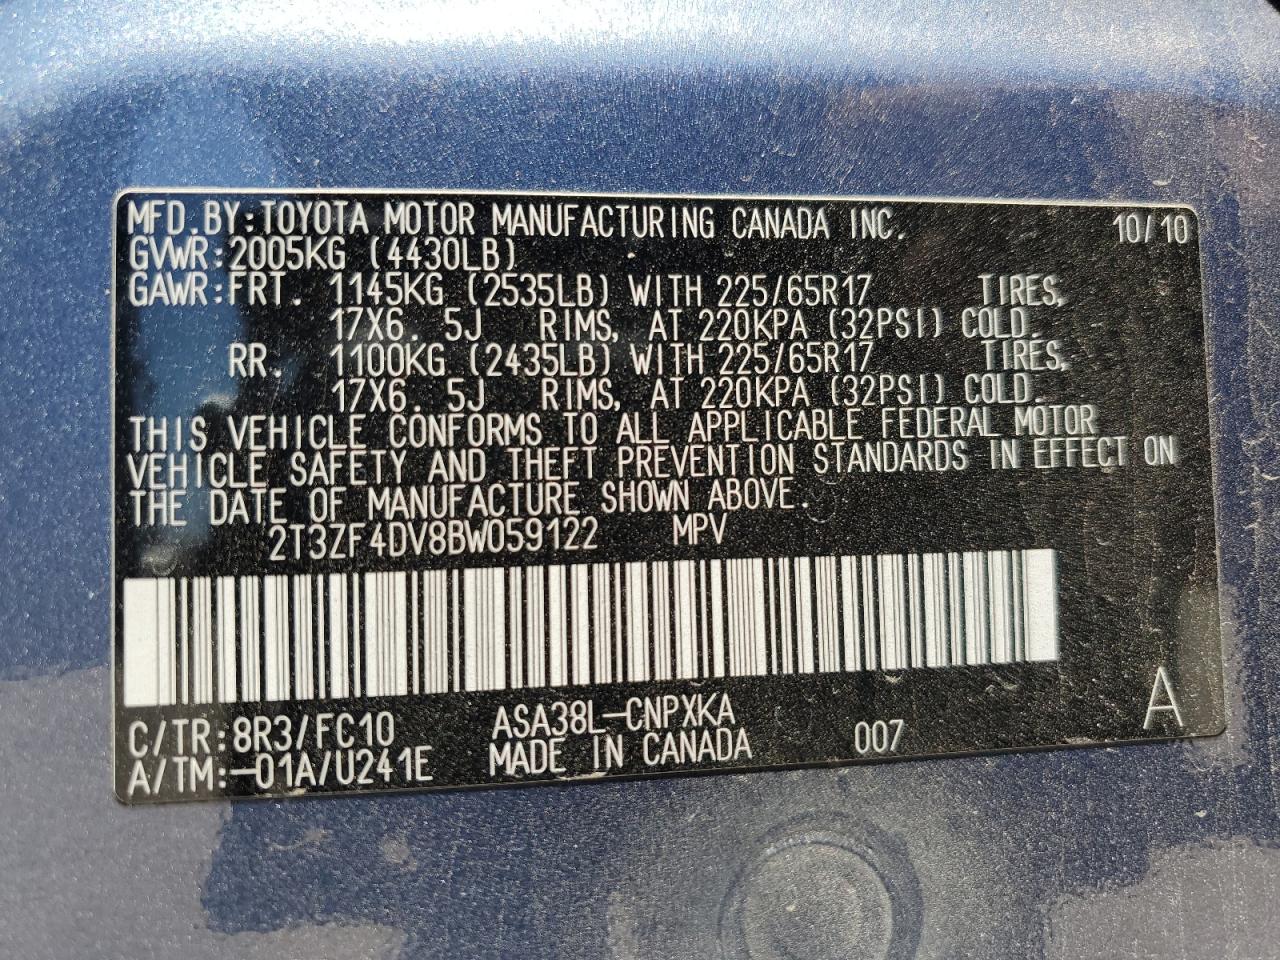 MFD.BY:TOYOTA MOTOR MANUFACTURING CANADA INC. 10/10
GVWR:2005KG (4430LB)
GAWR:FRT. 1145KG (2535LB) WITH 225/65R17 TIRES,
17X6.5J RIMS, AT 220KPA (32PSI) COLD.
RR. 1100KG (2435LB) WITH 225/65R17 TIRES,
17X6.5J RIMS, AT 220KPA (32PSI) COLD.
THIS VEHICLE CONFORMS TO ALL APPLICABLE FEDERAL MOTOR
VEHICLE SAFETY AND THEFT PREVENTION STANDARDS IN EFFECT ON
THE DATE OF MANUFACTURE SHOWN ABOVE.
2T3ZF4DV8BW059122 MPV
C/TR:8R3/FC10 ASA38L-CNPXKA A
A/TM:-01A/U241E MADE IN CANADA 007